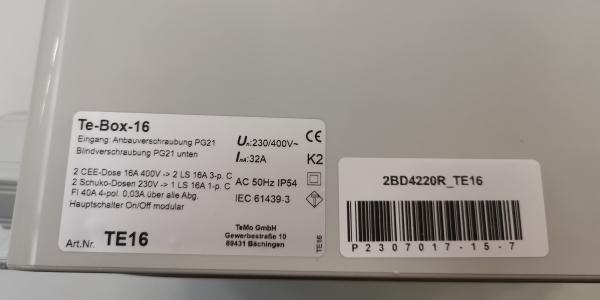 Te-Box-16
Eingang: Anbauverschraubung PG21
Blindverschraubung PG21 unten
2 CEE-Dose 16A 400V -> 2 LS 16A 3-p. C
2 Schuko-Dosen 230V -> 1 LS 16A 1-p. C
FI 40A 4-pol. 0,03A über alle Abg.
Hauptschalter On/Off modular
Art.Nr. TE16
Un:230/400V~
InA:32A
AC 50Hz IP54
IEC 61439-3
CE
K2
TeMo GmbH
Gewerbestraße 10
89431 Bächingen
TE16
2BD4220R_TE16
P2307017-15-7